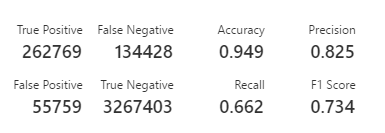 True Positive False Negative Accuracy Precision
262769 134428 0.949 0.825
False Positive True Negative Recall F1 Score
55759 3267403 0.662 0.734